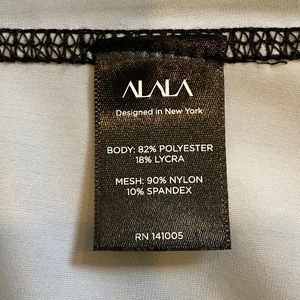 ALALA
Designed in New York
BODY: 82% POLYESTER
18% LYCRA
MESH: 90% NYLON
10% SPANDEX
RN 141005